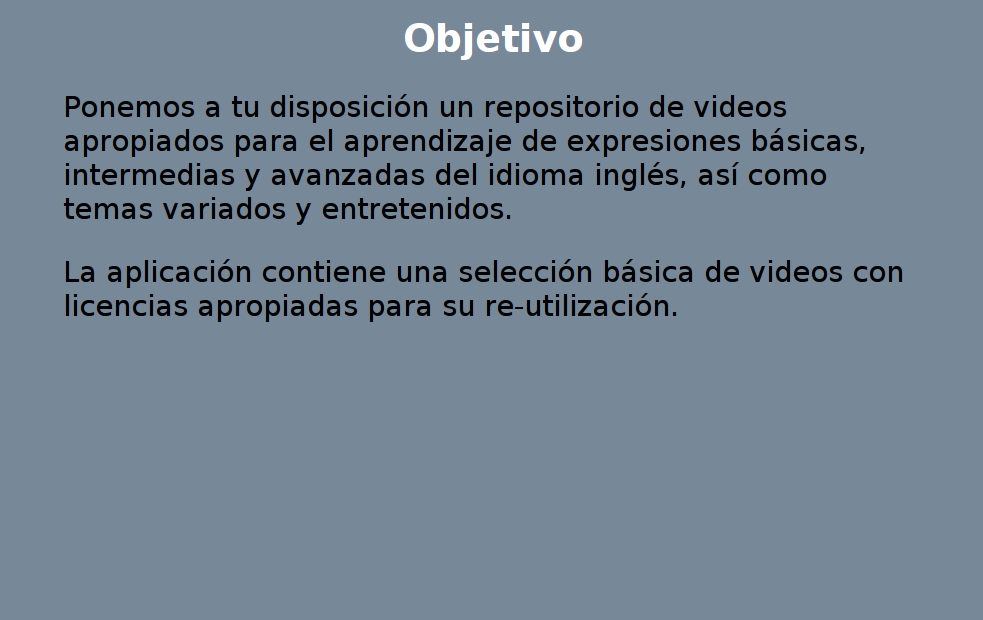 Objetivo
Ponemos a tu disposición un repositorio de videos
apropiados para el aprendizaje de expresiones básicas,
intermedias y avanzadas del idioma inglés, así como
temas variados y entretenidos.
La aplicación contiene una selección básica de videos con
licencias apropiadas para su re-utilización.